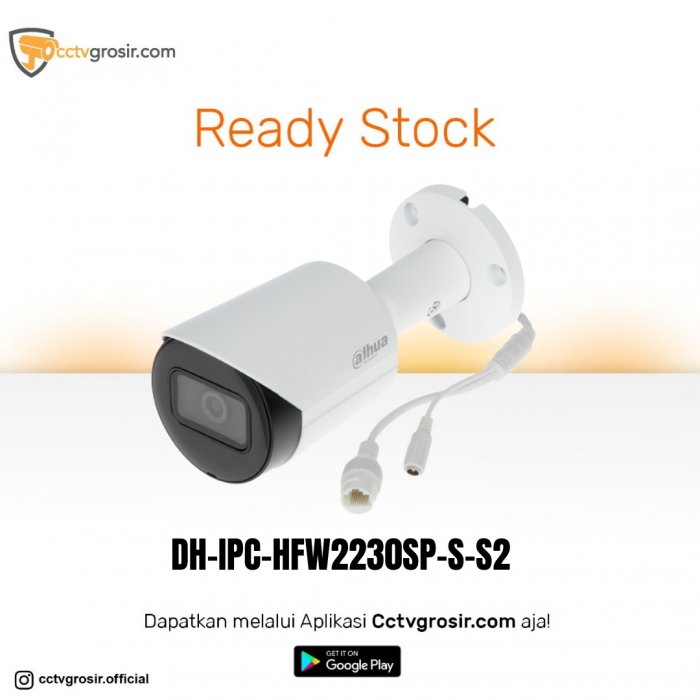 cctvgrosir.com
Ready Stock
alhua
DH-IPC-HFW2230SP-S-S2
Dapatkan melalui Aplikasi Cctvgrosir.com aja!
GET IT ON
Google Play
cctvgrosir.official